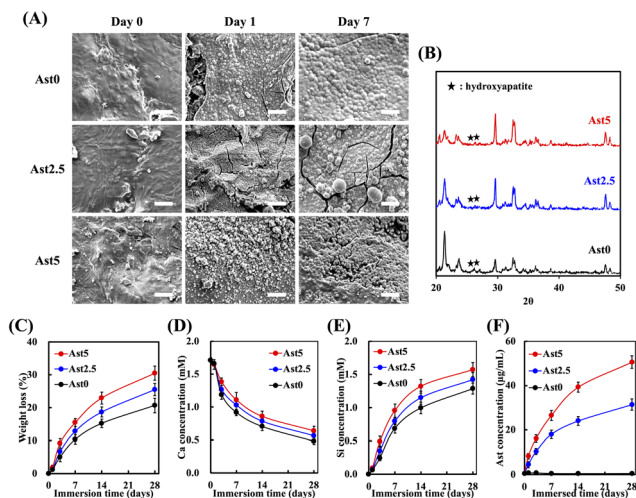 (A)
Day 0 Day 1 Day 7
Ast0
Ast2.5
Ast5
(B)
★ : hydroxyapatite
Ast5
★★
Ast2.5
★★
Ast0
★★
20 30 40 50
2θ
(C)
Weight loss (%)
40
30
20
10
0
Ast5
Ast2.5
Ast0
0 7 14 21 28
Immersion time (days)
(D)
Ca concentration (mM)
2.0
1.5
1.0
0.5
0.0
Ast5
Ast2.5
Ast0
0 7 14 21 28
Immersion time (days)
(E)
Si concentration (mM)
2.0
1.5
1.0
0.5
0.0
Ast5
Ast2.5
Ast0
0 7 14 21 28
Immersion time (days)
(F)
Ast concentration (μg/mL)
60
40
20
0
Ast5
Ast2.5
Ast0
0 7 14 21 28
Immersion time (days)